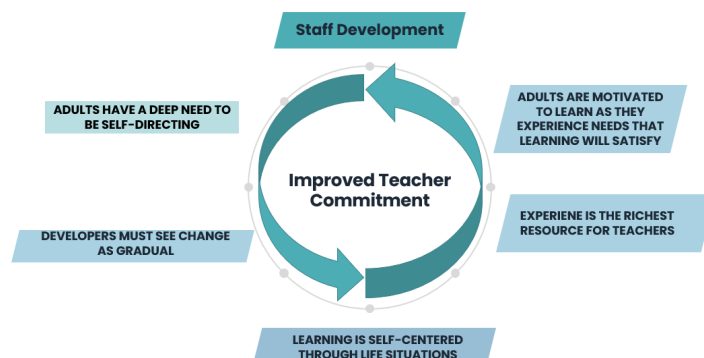 Staff Development
ADULTS HAVE A DEEP NEED TO
BE SELF-DIRECTING
ADULTS ARE MOTIVATED
TO LEARN AS THEY
EXPERIENCE NEEDS THAT
LEARNING WILL SATISFY
Improved Teacher
Commitment
EXPERIENE IS THE RICHEST
RESOURCE FOR TEACHERS
DEVELOPERS MUST SEE CHANGE
AS GRADUAL
LEARNING IS SELF-CENTERED
THROUGH LIFE SITUATIONS